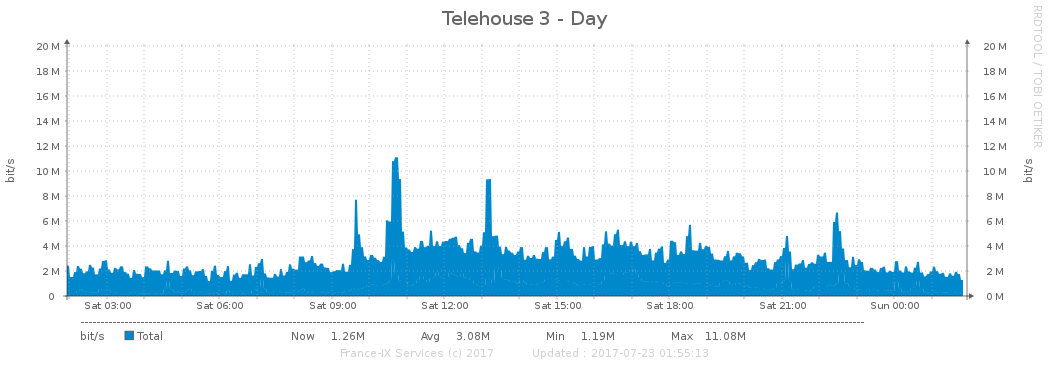 Telehouse 3 - Day
RRDTOOL / TOBI OETIKER
bit/s
20 M 20 M
18 M 18 M
16 M 16 M
14 M 14 M
12 M 12 M
10 M 10 M
8 M 8 M
6 M 6 M
4 M 4 M
2 M 2 M
0 0 M
bit/s
Sat 03:00 Sat 06:00 Sat 09:00 Sat 12:00 Sat 15:00 Sat 18:00 Sat 21:00 Sun 00:00
bit/s Total Now 1.26M Avg 3.08M Min 1.19M Max 11.08M
France-IX Services (c) 2017 Updated : 2017-07-23 01:55:13